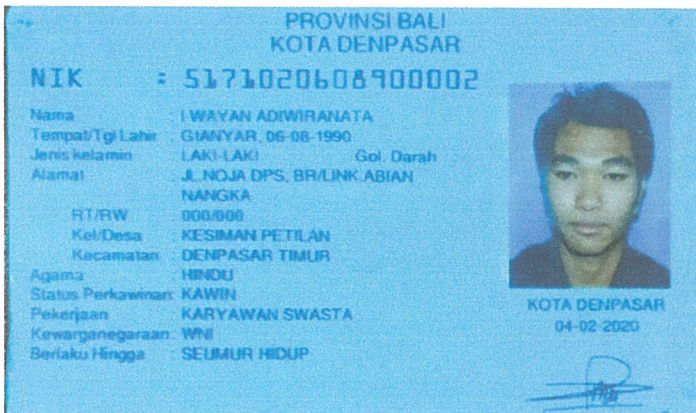 PROVINSI BALI
KOTA DENPASAR
NIK : 5171020608900002
Nama : I WAYAN ADIWIRANATA
Tempat/Tgl Lahir : GIANYAR, 06-08-1990
Jenis kelamin : LAKI-LAKI Gol. Darah
Alamat : JL.NOJA DPS, BR/LINK.ABIAN
NANGKA
RT/RW : 000/000
Kel/Desa : KESIMAN PETILAN
Kecamatan : DENPASAR TIMUR
Agama : HINDU
Status Perkawinan: KAWIN
Pekerjaan : KARYAWAN SWASTA
Kewarganegaraan: WNI
Berlaku Hingga : SEUMUR HIDUP
KOTA DENPASAR
04-02-2020